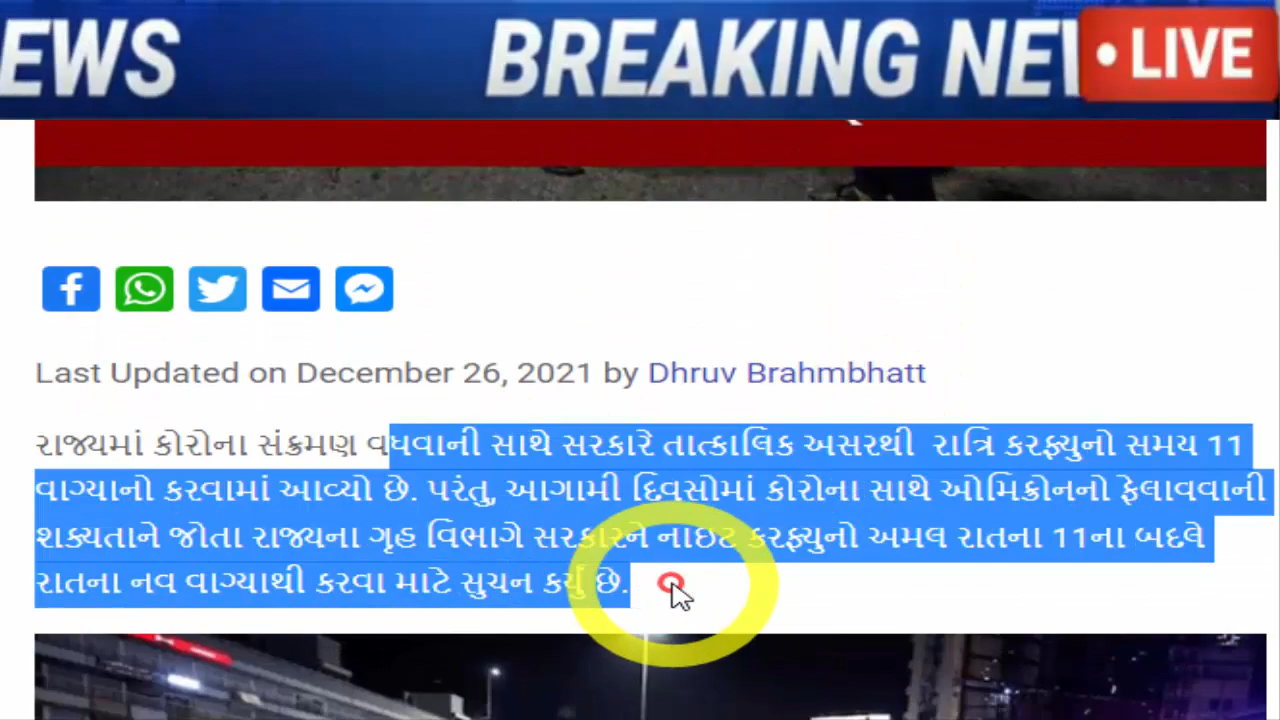 EWS BREAKING NEW LIVE
Last Updated on December 26, 2021 by Dhruv Brahmbhatt
રાજ્યમાં કોરોના સંક્રમણ વધવાની સાથે સરકારે તાત્કાલિક અસરથી રાત્રિ કરફ્યુનો સમય 11
વાગ્યાનો કરવામાં આવ્યો છે. પરંતુ, આગામી દિવસોમાં કોરોના સાથે ઓમિક્રોનનો ફેલાવવાની
શક્યતાને જોતા રાજ્યના ગૃહ વિભાગે સરકારને નાઇટ કરફ્યુનો અમલ રાતના 11ના બદલે
રાતના નવ વાગ્યાથી કરવા માટે સુચન કર્યું છે.